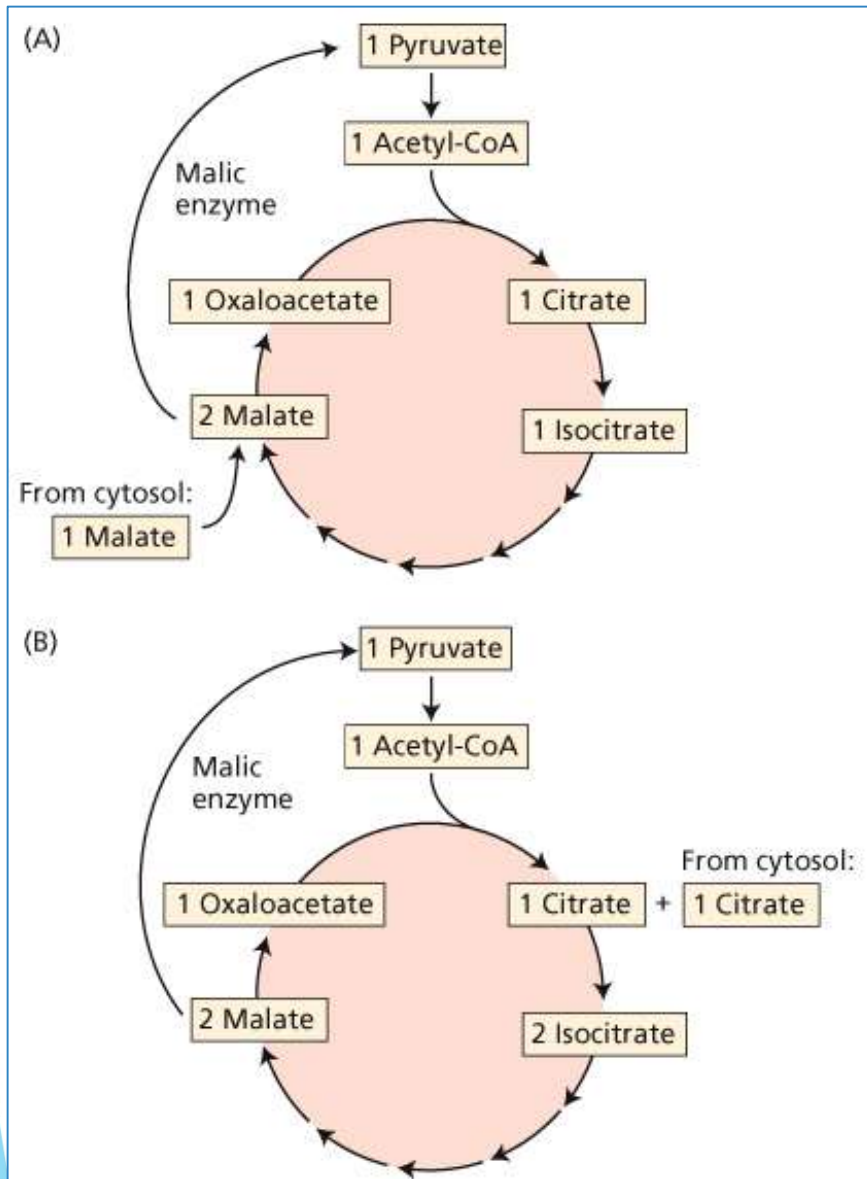 (A)
1 Pyruvate
1 Acetyl-CoA
Malic
enzyme
1 Oxaloacetate
1 Citrate
2 Malate
1 Isocitrate
From cytosol:
1 Malate
(B)
1 Pyruvate
1 Acetyl-CoA
Malic
enzyme
From cytosol:
1 Oxaloacetate
1 Citrate + 1 Citrate
2 Malate
2 Isocitrate